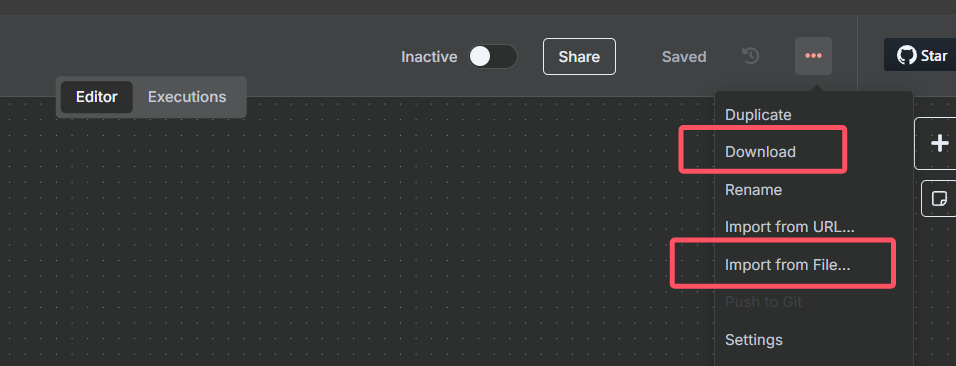 Inactive
Share
Saved
Star
Editor
Executions
Duplicate
Download
Rename
Import from URL...
Import from File...
Push to Git
Settings